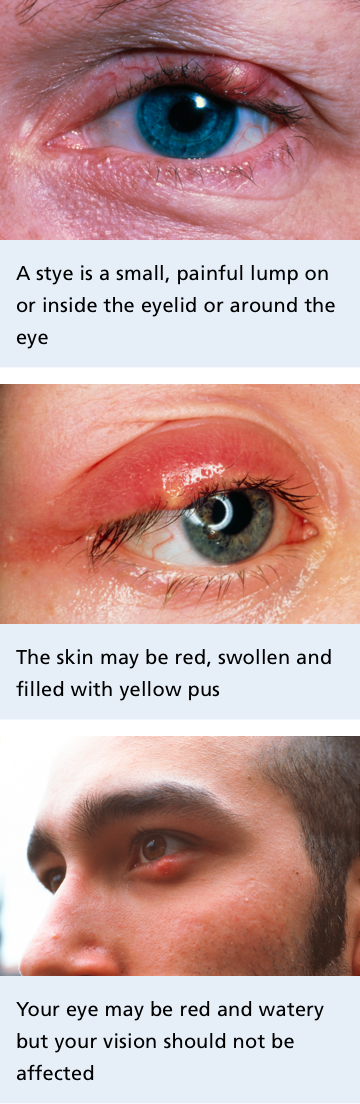 A stye is a small, painful lump on
or inside the eyelid or around the
eye
The skin may be red, swollen and
filled with yellow pus
Your eye may be red and watery
but your vision should not be
affected